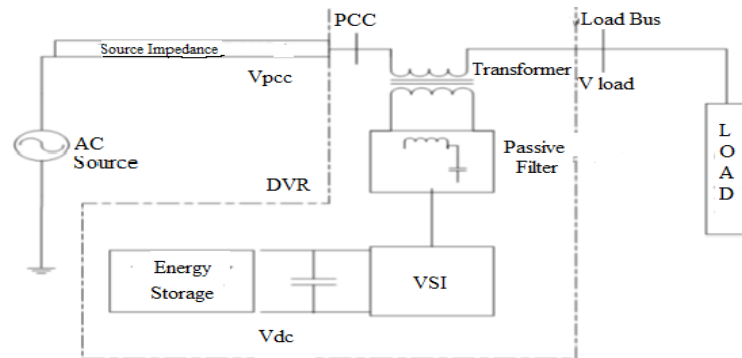 PCC
Load Bus
Source Impedance
Vpcc
Transformer
V load
AC
Source
Passive
Filter
L
O
A
D
DVR
Energy
Storage
VSI
Vdc